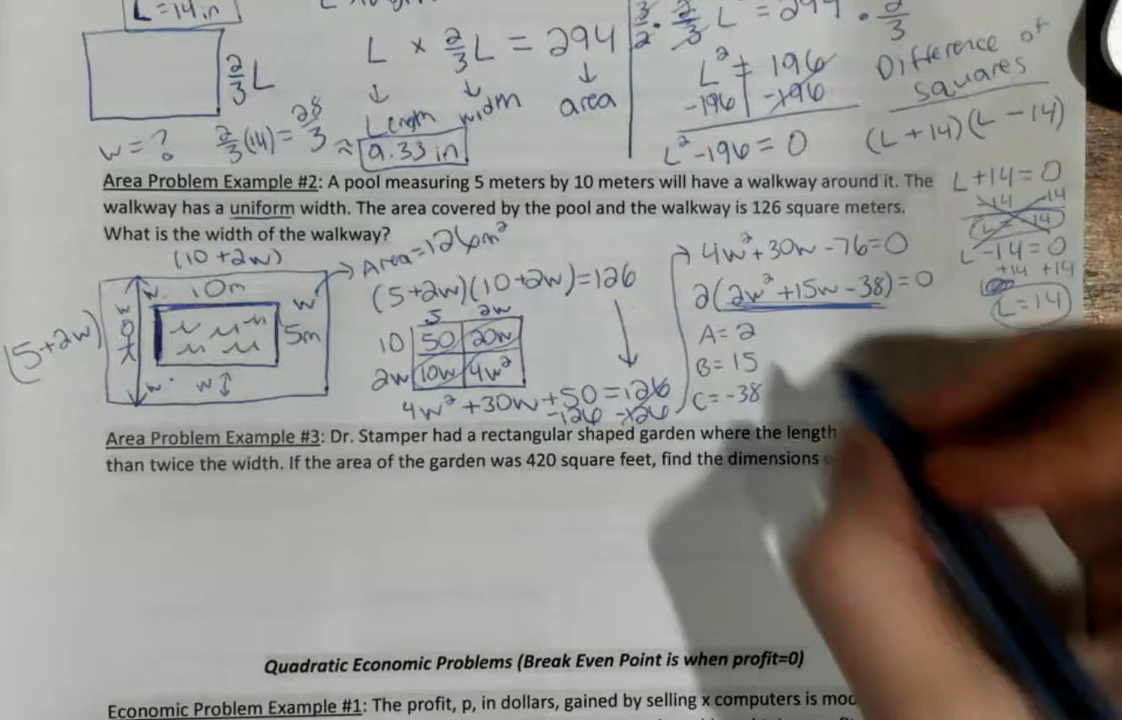 L = 14 in
2/3 L
L × 2/3 L = 294
Length width area
w = ?
2/3 (14) = 28/3 ≈ 9.33 in
3/2 · 2/3 L = 294 · 2/3
L² = 196
-196 -196
L² - 196 = 0
Difference of
squares
(L + 14)(L - 14)
L + 14 = 0
-14 -14
L - 14 = 0
+14 +14
L = 14
Area Problem Example #2: A pool measuring 5 meters by 10 meters will have a walkway around it. The
walkway has a uniform width. The area covered by the pool and the walkway is 126 square meters.
What is the width of the walkway?
(10 + 2w)
Area = 126m²
w 10m w
(5+2w)
5m
w w
(5+2w)(10+2w) = 126
5 2w
10 50 20w
2w 10w 4w²
4w² + 30w + 50 = 126
-126 -126
4w² + 30w - 76 = 0
2(2w² + 15w - 38) = 0
A = 2
B = 15
C = -38
Area Problem Example #3: Dr. Stamper had a rectangular shaped garden where the length
than twice the width. If the area of the garden was 420 square feet, find the dimensions
Quadratic Economic Problems (Break Even Point is when profit=0)
Economic Problem Example #1: The profit, p, in dollars, gained by selling x computers is